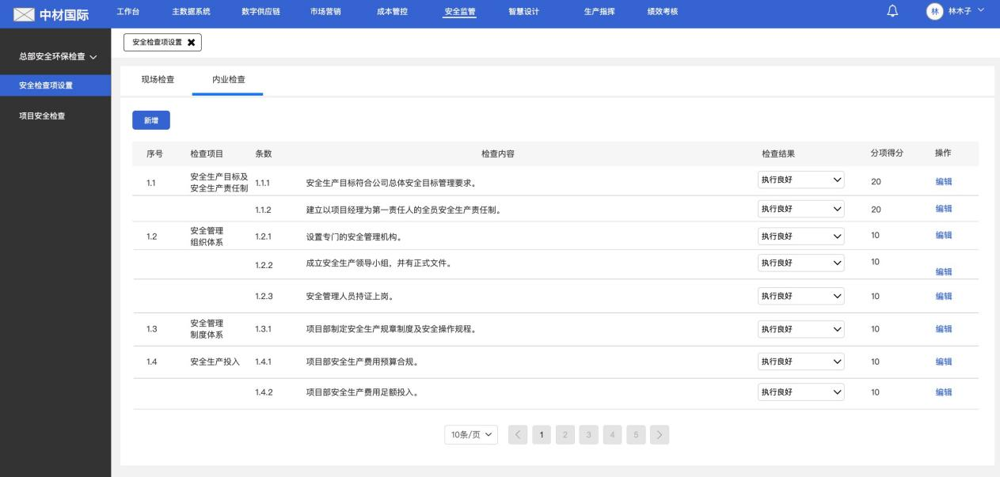 中材国际 工作台 主数据系统 数字供应链 市场营销 成本管控 安全监管 智慧设计 生产指挥 绩效考核 林 林木子
总部安全环保检查
安全检查项设置
项目安全检查
安全检查项设置
现场检查 内业检查
新增
序号 检查项目 条数 检查内容 检查结果 分项得分 操作
1.1 安全生产目标及
安全生产责任制 1.1.1 安全生产目标符合公司总体安全目标管理要求。 执行良好 20 编辑
1.1.2 建立以项目经理为第一责任人的全员安全生产责任制。 执行良好 20 编辑
1.2 安全管理
组织体系 1.2.1 设置专门的安全管理机构。 执行良好 10 编辑
1.2.2 成立安全生产领导小组，并有正式文件。 执行良好 10 编辑
1.2.3 安全管理人员持证上岗。 执行良好 10 编辑
1.3 安全管理
制度体系 1.3.1 项目部制定安全生产规章制度及安全操作规程。 执行良好 10 编辑
1.4 安全生产投入 1.4.1 项目部安全生产费用预算合规。 执行良好 10 编辑
1.4.2 项目部安全生产费用足额投入。 执行良好 10 编辑
10条/页 1 2 3 4 5